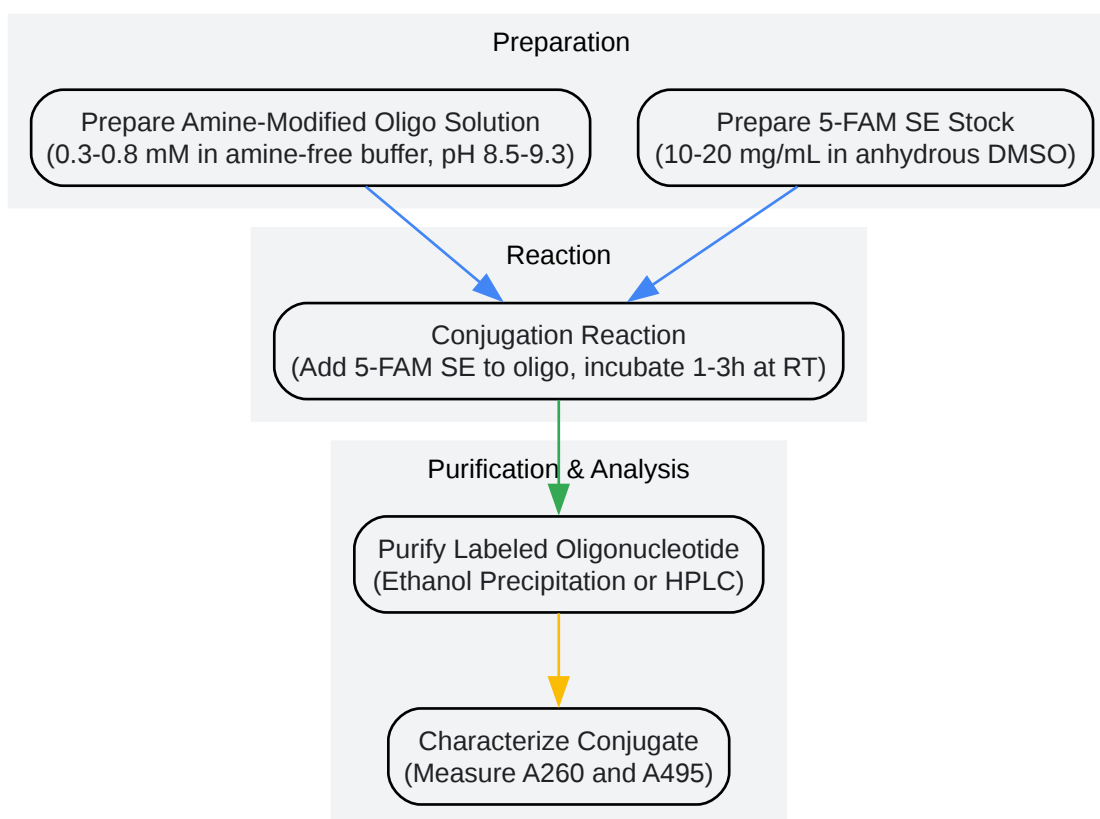 Preparation
Prepare Amine-Modified Oligo Solution
(0.3-0.8 mM in amine-free buffer, pH 8.5-9.3)
Prepare 5-FAM SE Stock
(10-20 mg/mL in anhydrous DMSO)
Reaction
Conjugation Reaction
(Add 5-FAM SE to oligo, incubate 1-3h at RT)
Purification & Analysis
Purify Labeled Oligonucleotide
(Ethanol Precipitation or HPLC)
Characterize Conjugate
(Measure A260 and A495)